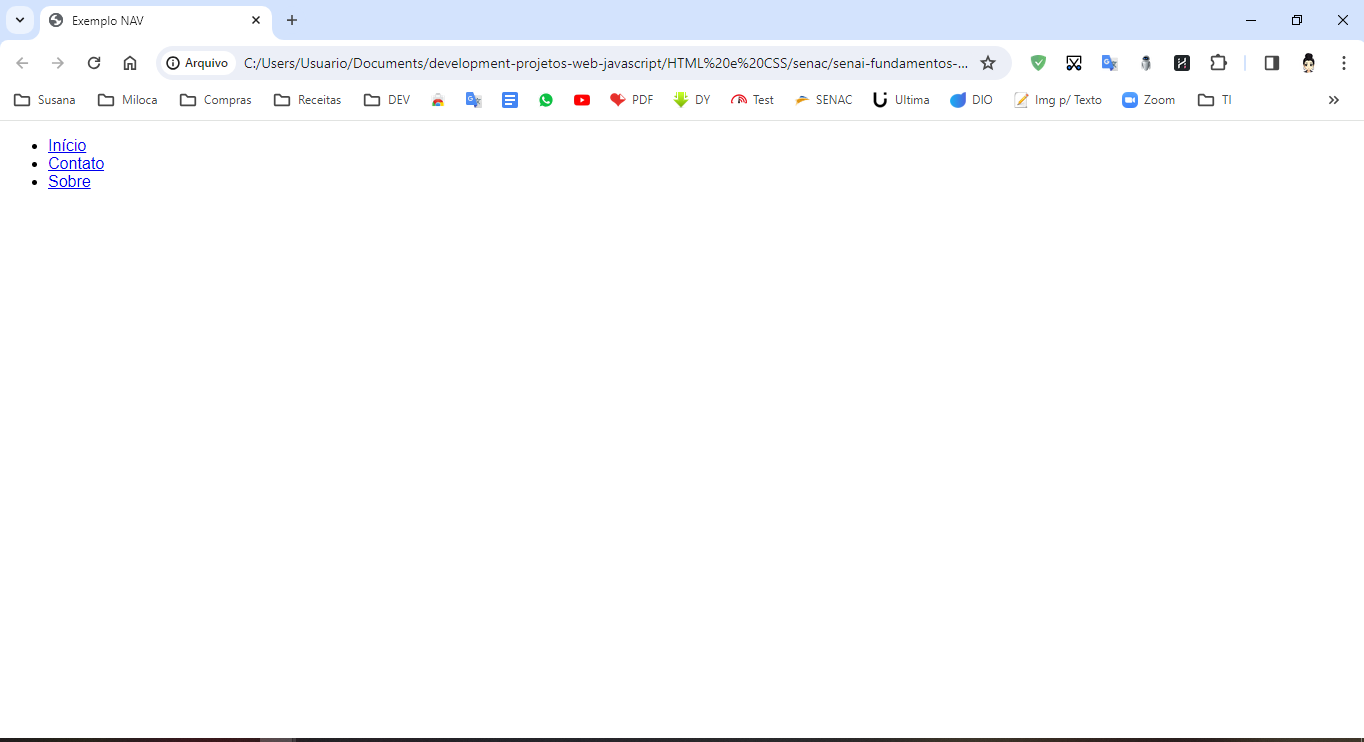 Exemplo NAV
Arquivo C:/Users/Usuario/Documents/development-projetos-web-javascript/HTML%20e%20CSS/senac/senai-fundamentos-...
Susana Miloca Compras Receitas DEV PDF DY Test SENAC Ultima DIO Img p/ Texto Zoom TI
Início
Contato
Sobre